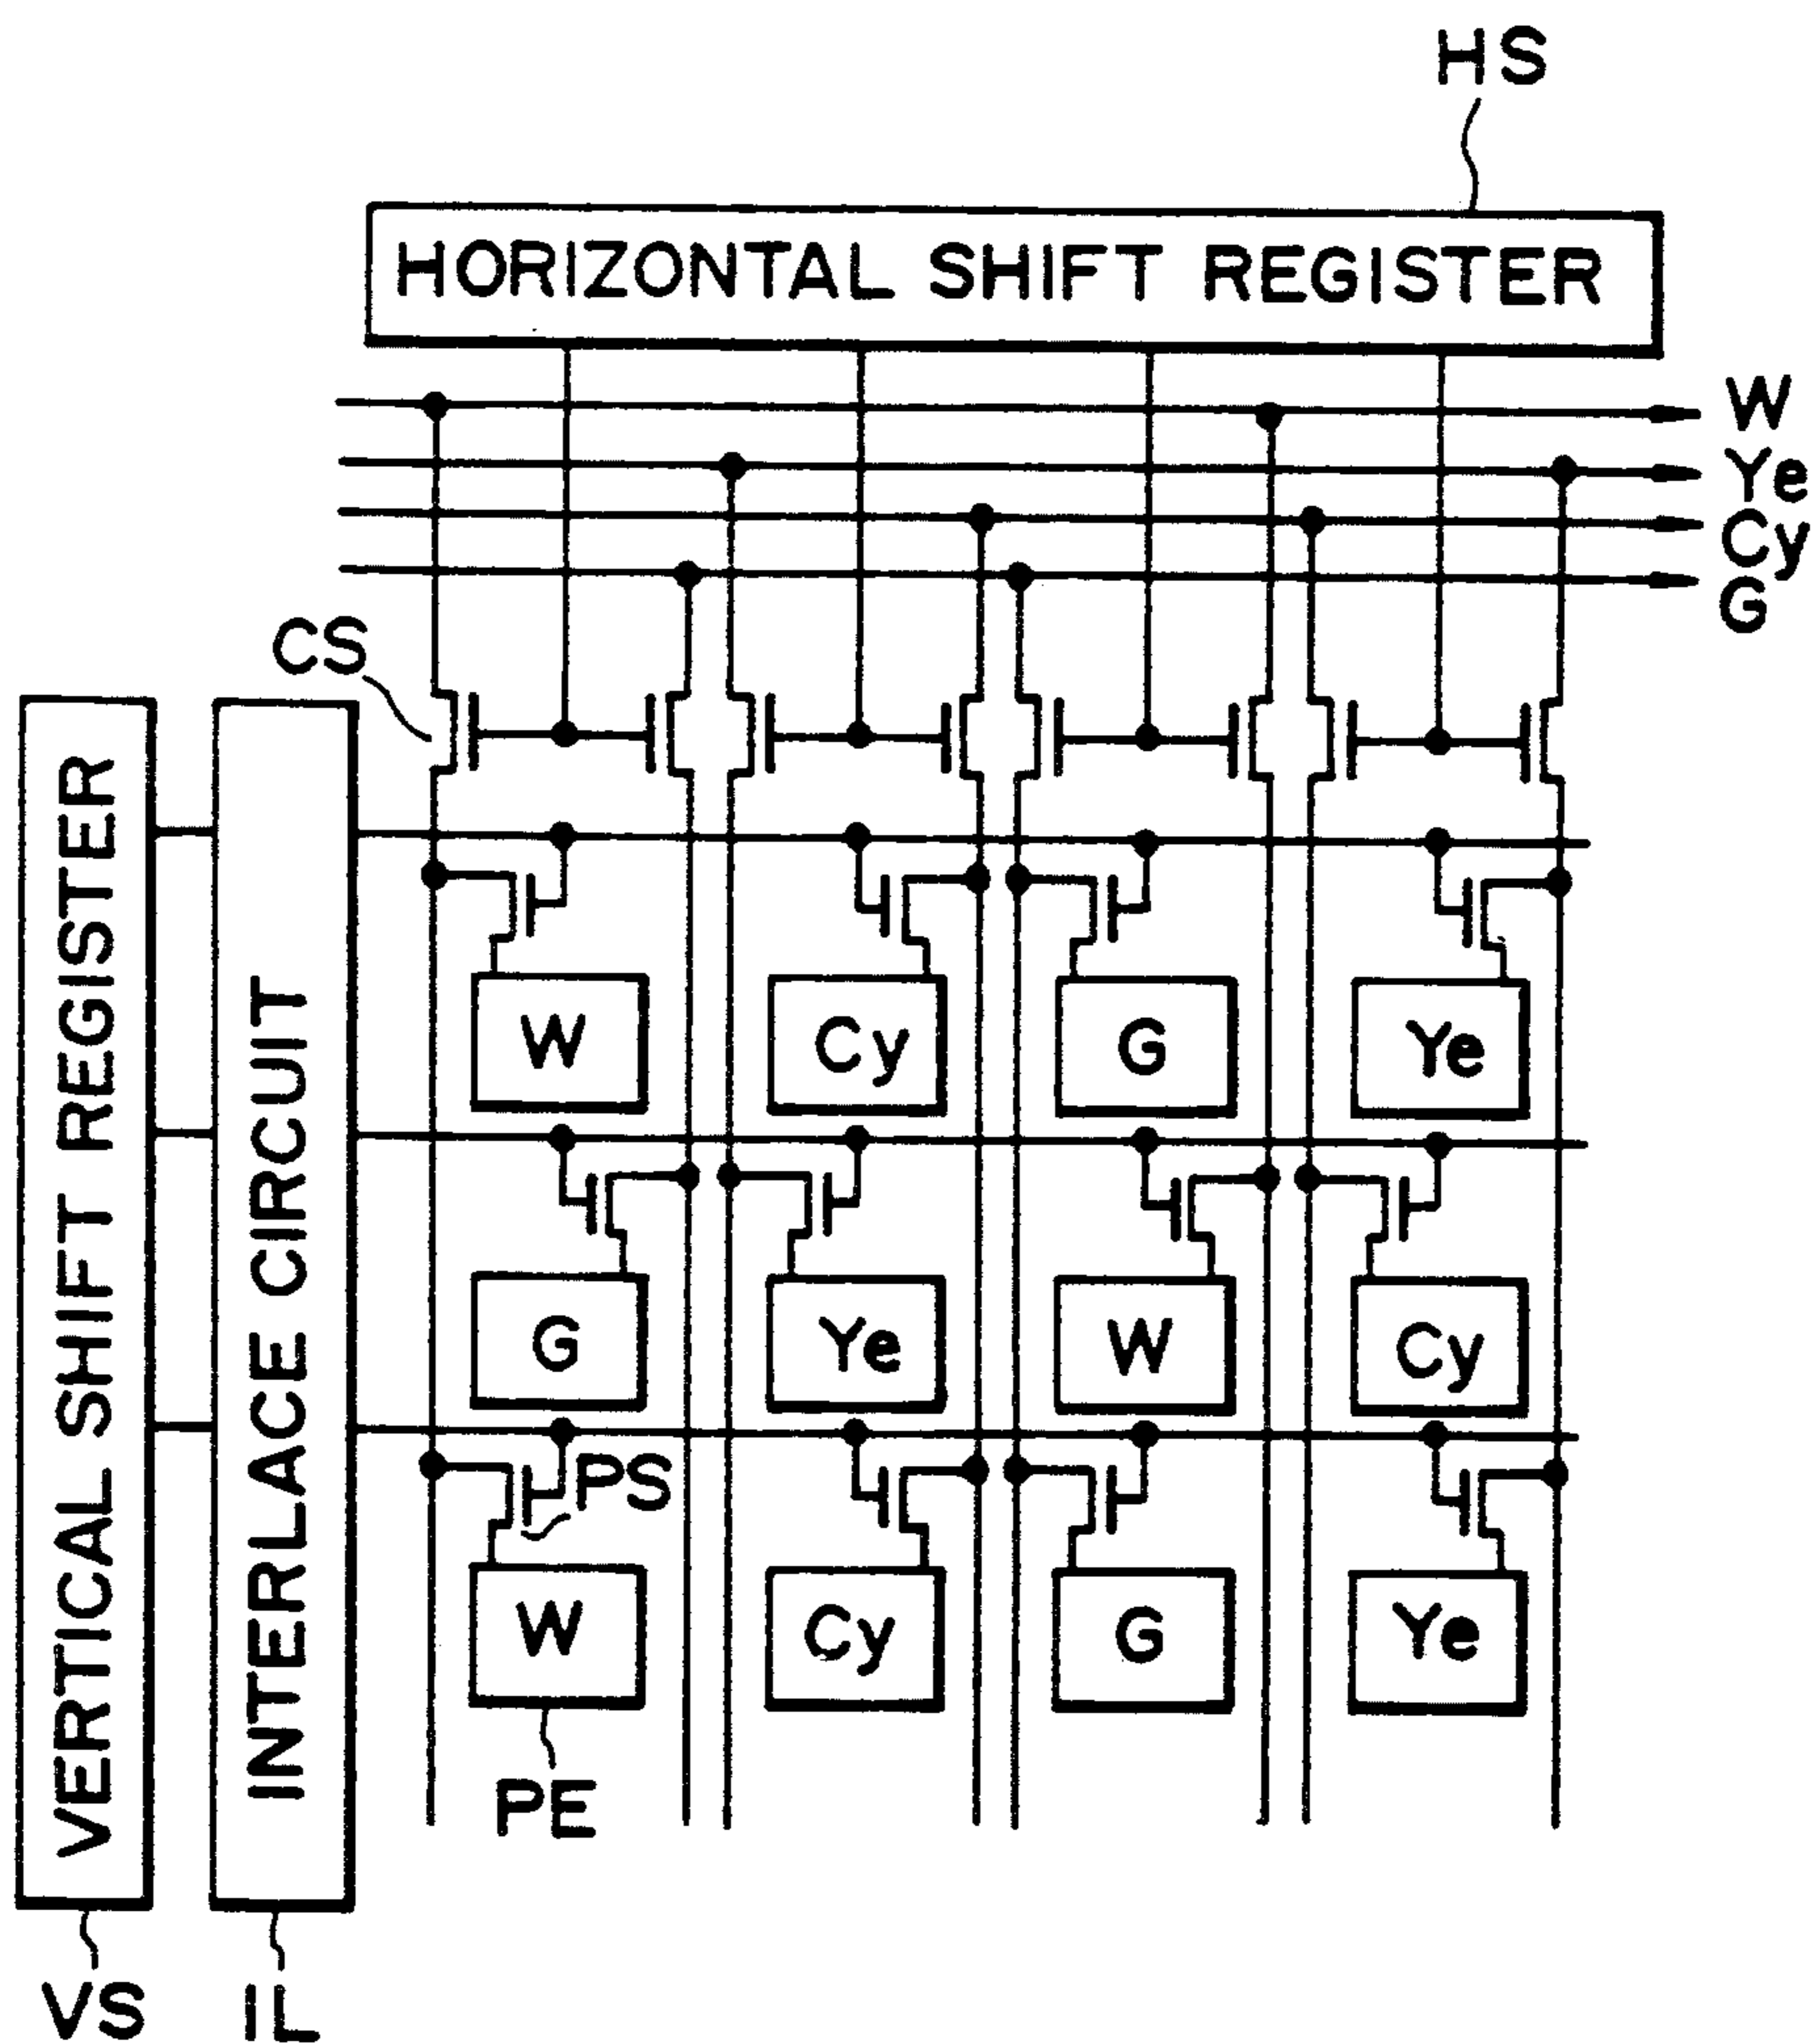 HS
HORIZONTAL SHIFT REGISTER
W
Ye
Cy
G
CS
VERTICAL SHIFT REGISTER
INTERLACE CIRCUIT
W Cy G Ye
G Ye W Cy
PS
W Cy G Ye
PE
VS IL